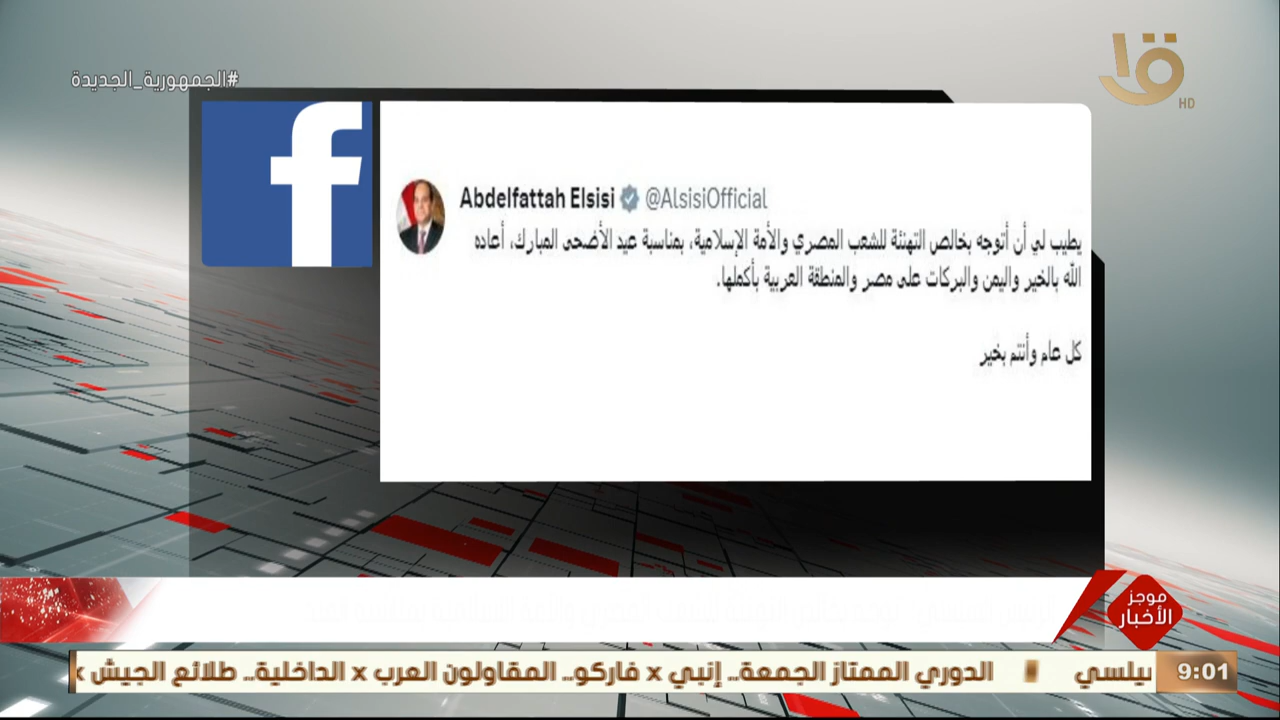 #الجمهورية_الجديدة
HD
Abdelfattah Elsisi @AlsisiOfficial
يطيب لي أن أتوجه بخالص التهنئة للشعب المصري والأمة الإسلامية، بمناسبة عيد الأضحى المبارك، أعاده
الله بالخير واليمن والبركات على مصر والمنطقة العربية بأكملها.
كل عام وأنتم بخير
موجز
الأخبار
9:01 بيلسي الدوري الممتاز الجمعة.. إنبي x فاركو.. المقاولون العرب x الداخلية.. طلائع الجيش x